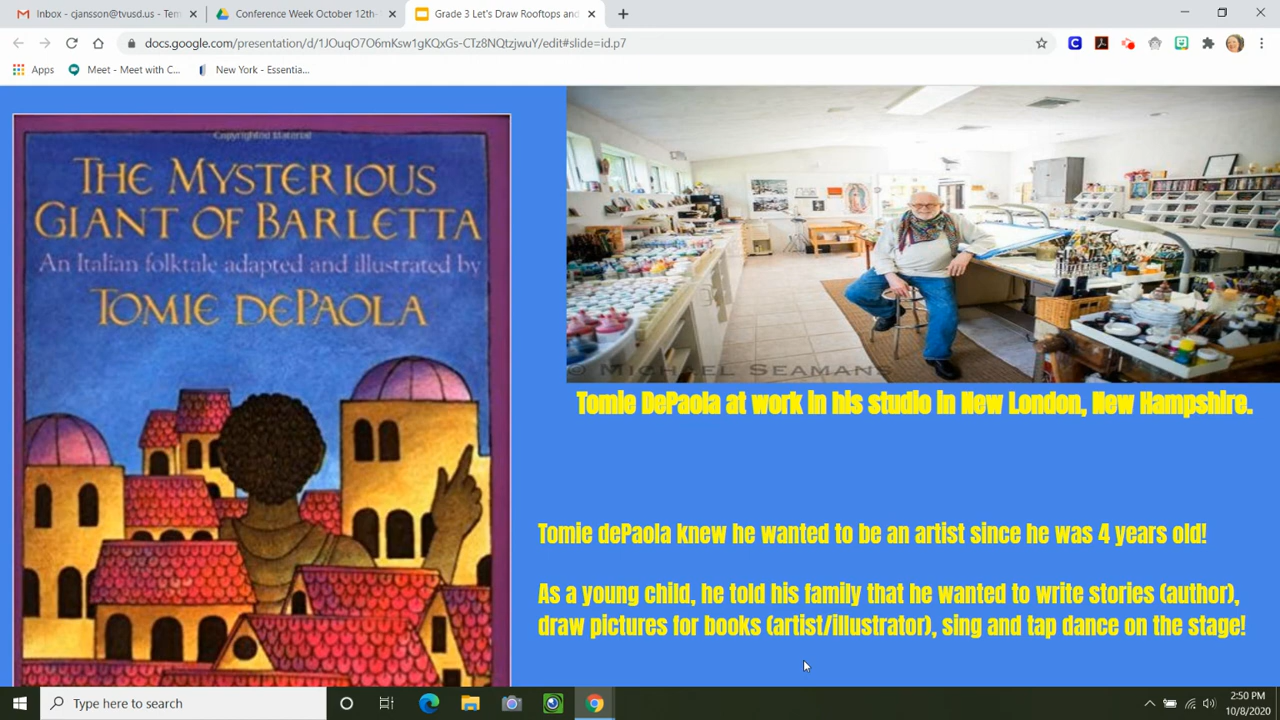 Inbox - cjansson@tvusd.us - Tem
Conference Week October 12th-
Grade 3 Let's Draw Rooftops and
docs.google.com/presentation/d/1JOuqO7O6mKsw1gKQxGs-CTz8NQtzjwuY/edit#slide=id.p7
Apps
Meet - Meet with C...
New York - Essentia...
Copyrighted Material
THE MYSTERIOUS
GIANT OF BARLETTA
An Italian folktale adapted and illustrated by
TOMIE DEPAOLA
© MICHAEL SEAMANS
Tomie DePaola at work in his studio in New London, New Hampshire.
Tomie dePaola knew he wanted to be an artist since he was 4 years old!
As a young child, he told his family that he wanted to write stories (author),
draw pictures for books (artist/illustrator), sing and tap dance on the stage!
Type here to search
2:50 PM
10/8/2020